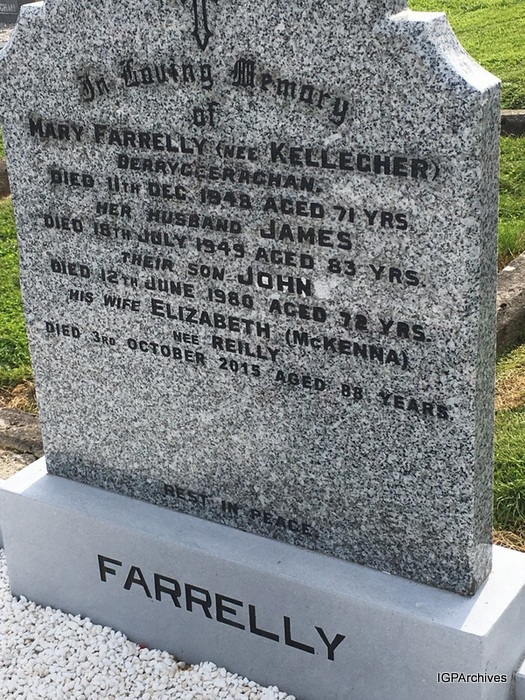 In Loving Memory
of
MARY FARRELLY (NEE KELLEGHER)
DERRYGEERAGHAN.
DIED 11TH DEC. 1948 AGED 71 YRS.
HER HUSBAND JAMES
DIED 18TH JULY 1949 AGED 83 YRS.
THEIR SON JOHN
DIED 12TH JUNE 1980 AGED 72 YRS.
HIS WIFE ELIZABETH (McKENNA)
NEE REILLY
DIED 3RD OCTOBER 2015 AGED 88 YEARS
REST IN PEACE.
FARRELLY
IGPArchives